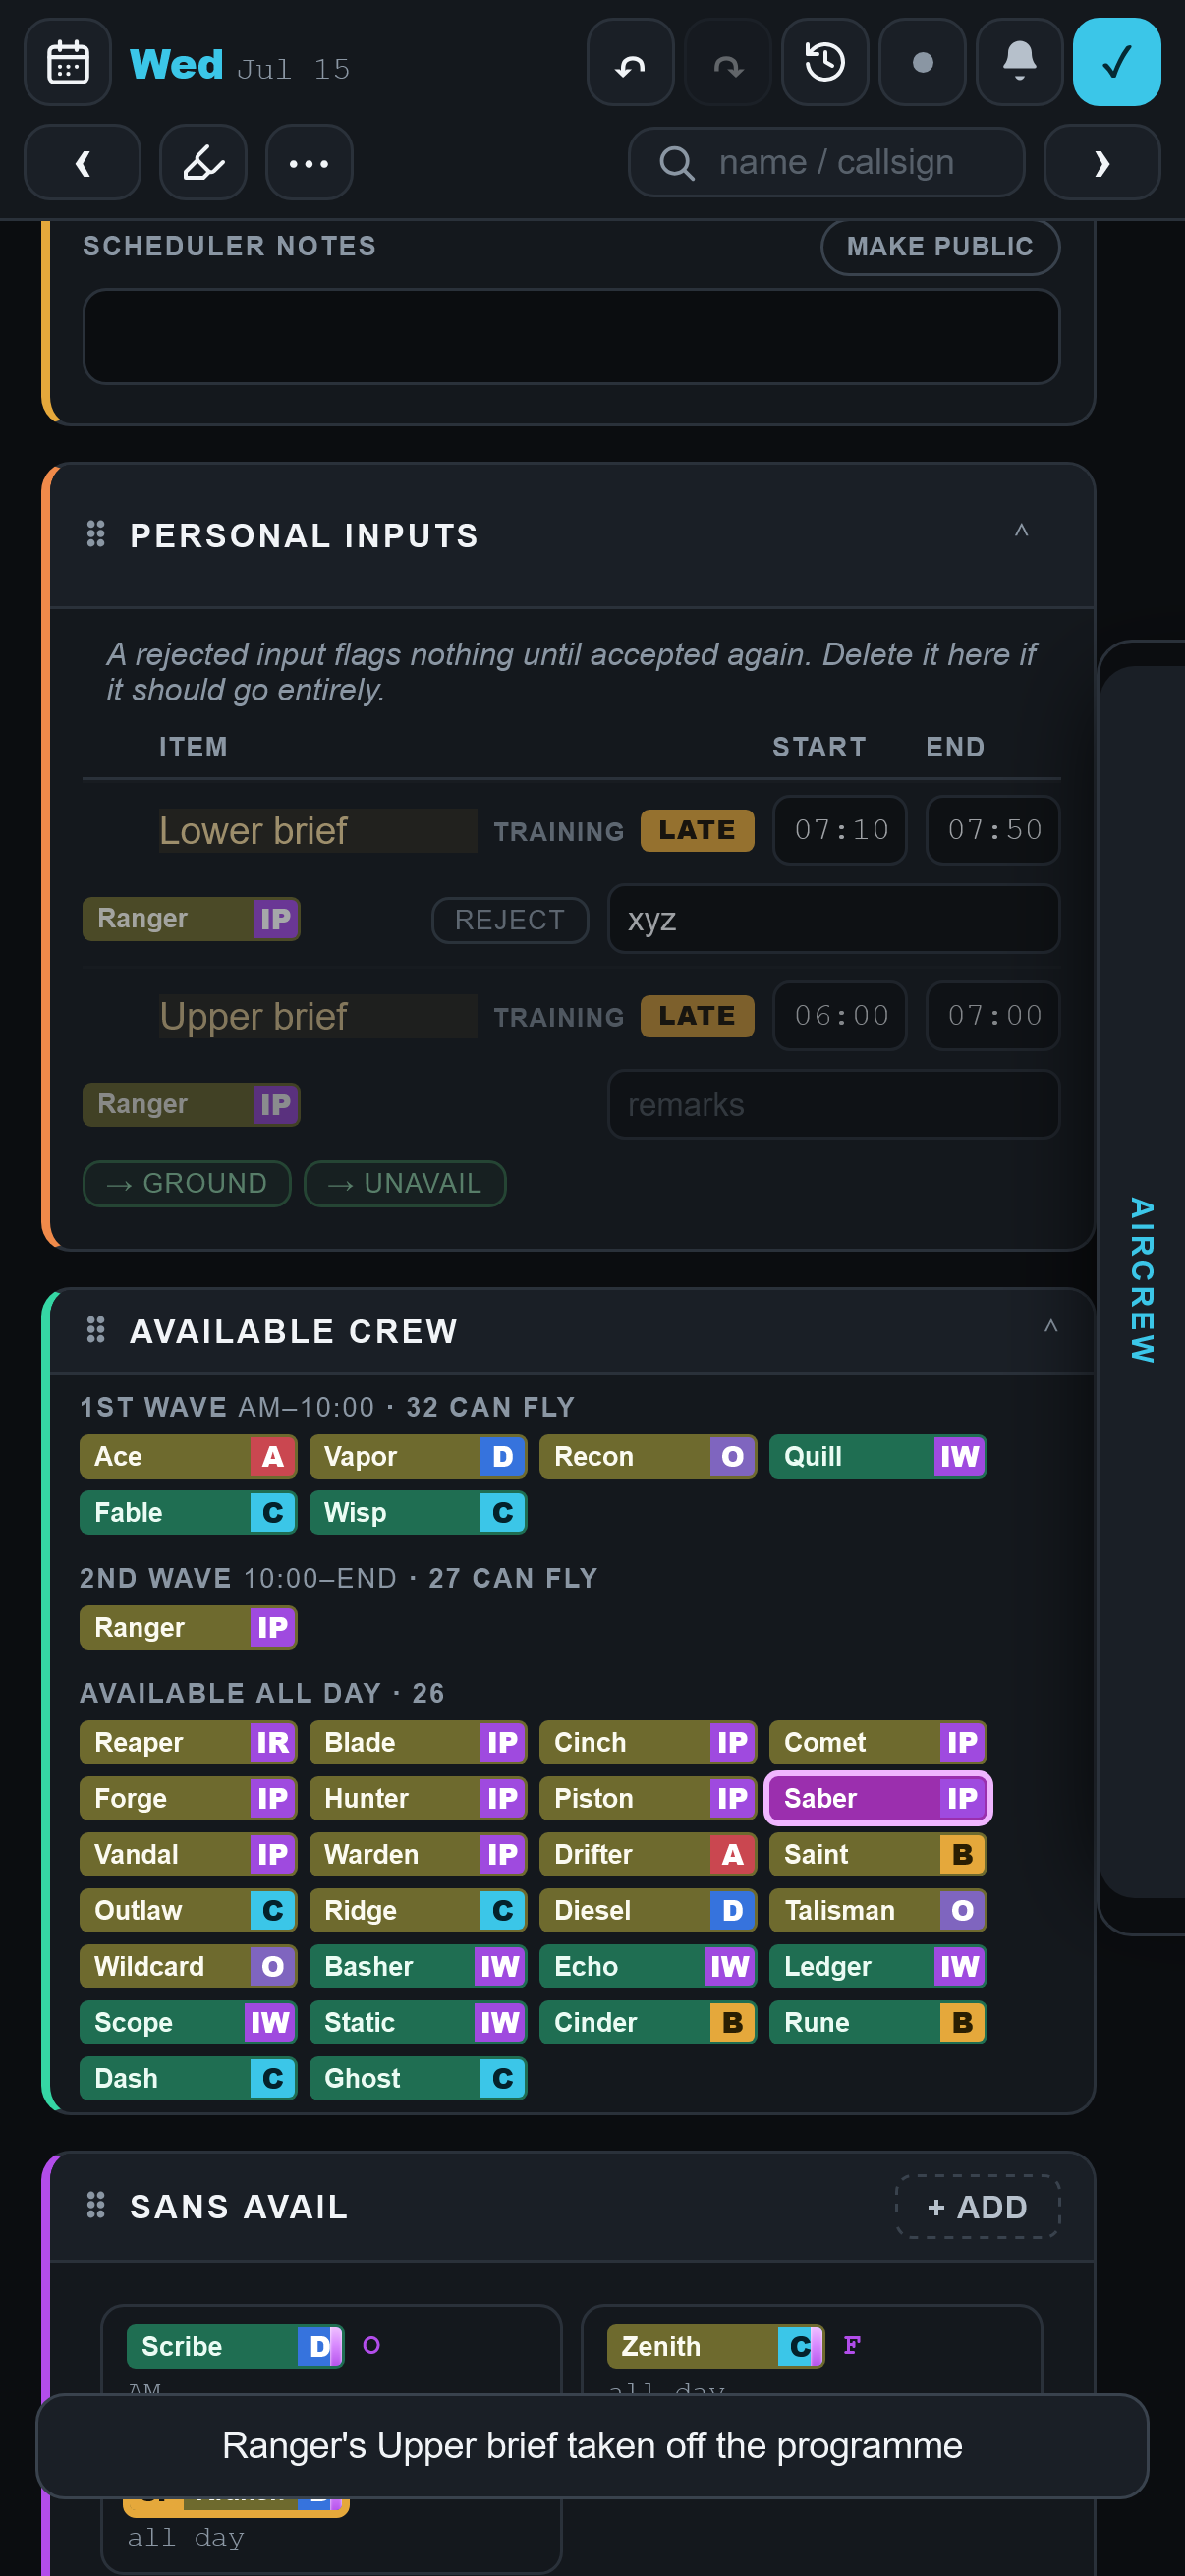 Wed Jul 15
name / callsign
SCHEDULER NOTES
MAKE PUBLIC
PERSONAL INPUTS
A rejected input flags nothing until accepted again. Delete it here if
it should go entirely.
ITEM START END
Lower brief TRAINING LATE 07:10 07:50
Ranger IP REJECT xyz
Upper brief TRAINING LATE 06:00 07:00
Ranger IP remarks
→ GROUND → UNAVAIL
AIRCREW
AVAILABLE CREW
1ST WAVE AM–10:00 · 32 CAN FLY
Ace A Vapor D Recon O Quill IW
Fable C Wisp C
2ND WAVE 10:00–END · 27 CAN FLY
Ranger IP
AVAILABLE ALL DAY · 26
Reaper IR Blade IP Cinch IP Comet IP
Forge IP Hunter IP Piston IP Saber IP
Vandal IP Warden IP Drifter A Saint B
Outlaw C Ridge C Diesel D Talisman O
Wildcard O Basher IW Echo IW Ledger IW
Scope IW Static IW Cinder B Rune B
Dash C Ghost C
SANS AVAIL
+ ADD
Scribe D O Zenith C F
AM all day
Ranger's Upper brief taken off the programme
all day